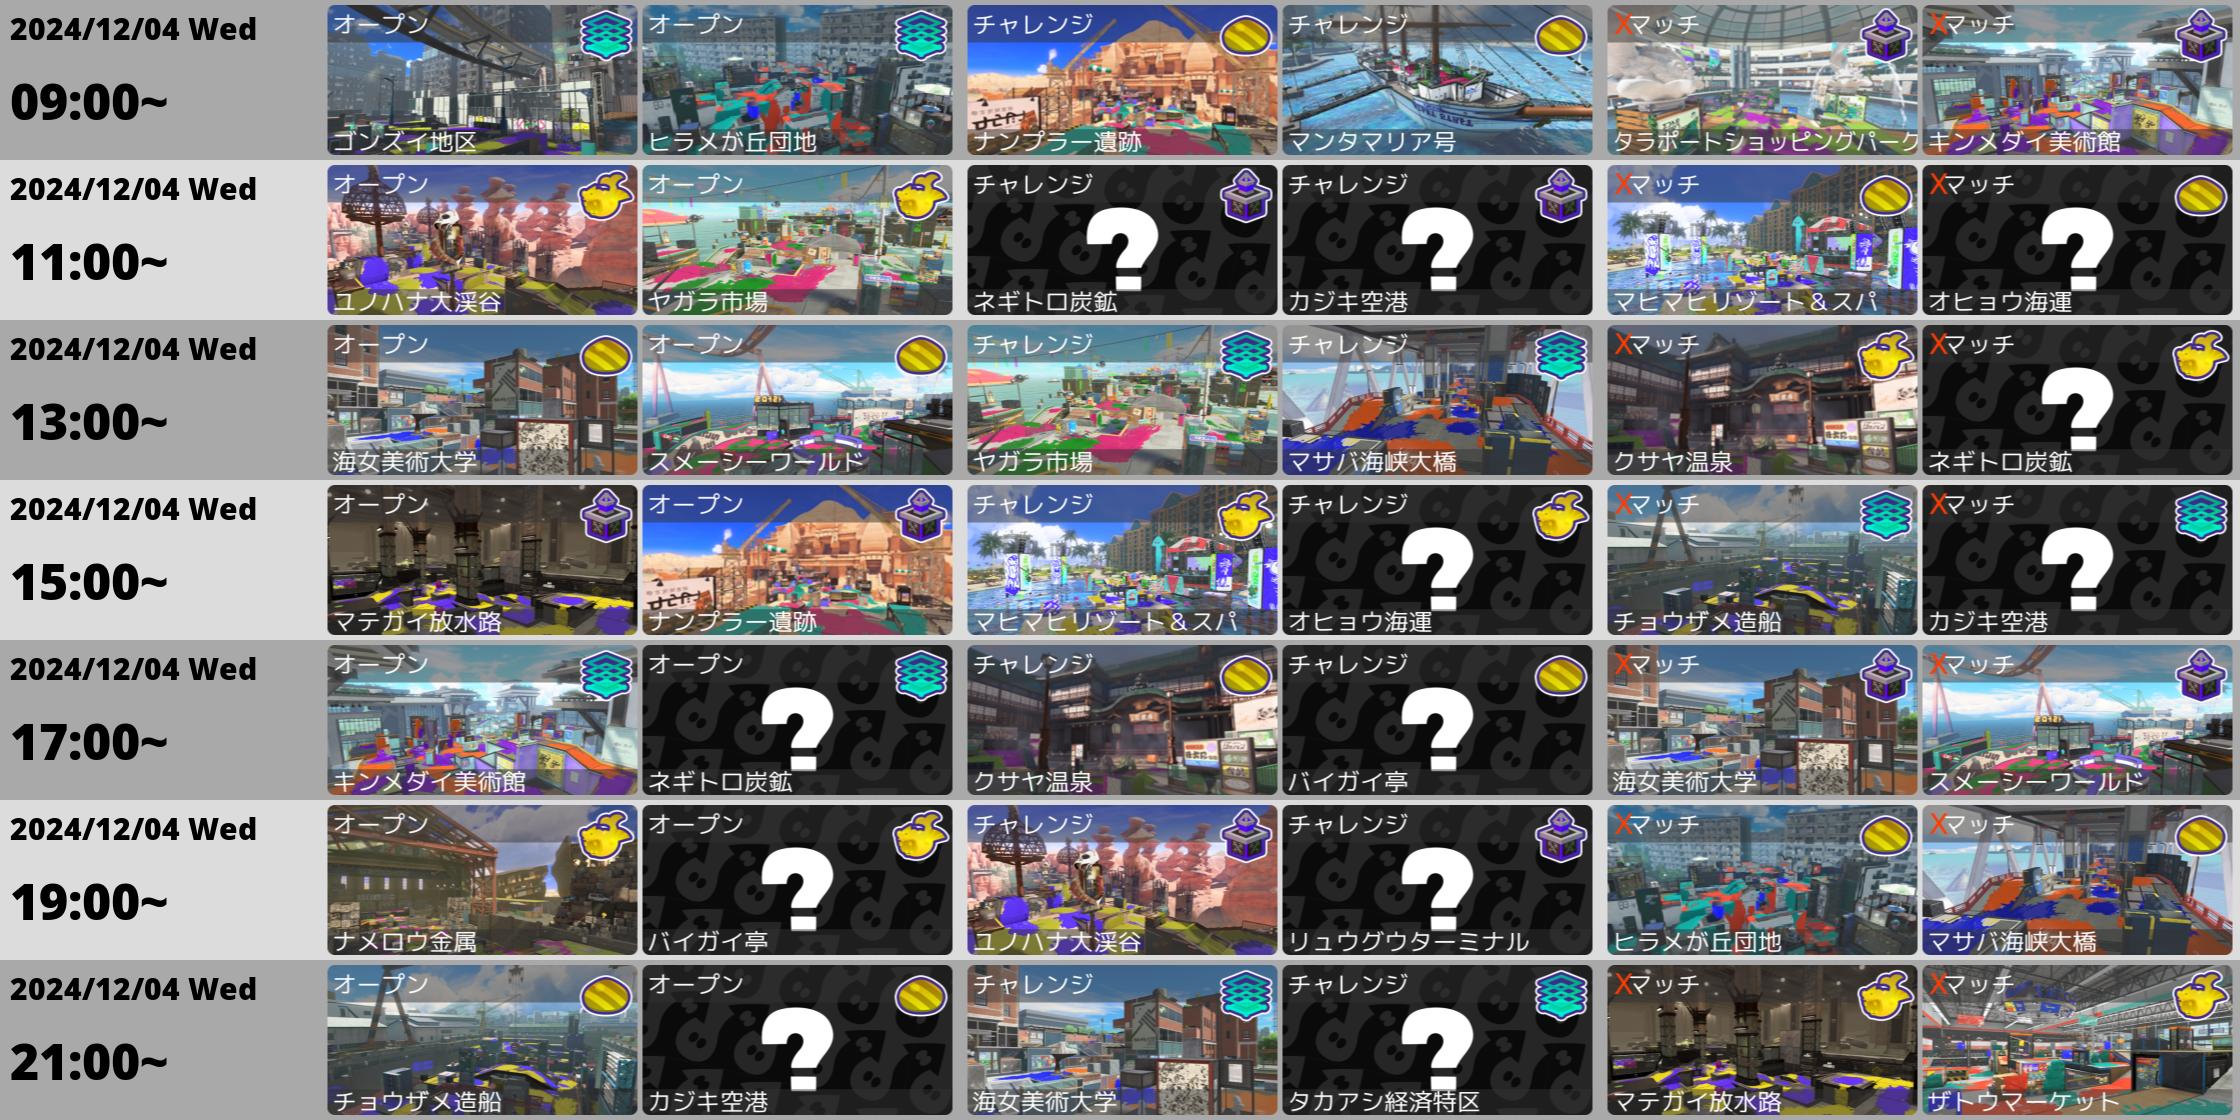 2024/12/04 Wed
09:00~
オープン
ゴンズイ地区
オープン
ヒラメが丘団地
チャレンジ
ナンプラー遺跡
チャレンジ
マンタマリア号
Xマッチ
タラポートショッピングパーク
Xマッチ
キンメダイ美術館
2024/12/04 Wed
11:00~
オープン
ユノハナ大渓谷
オープン
ヤガラ市場
チャレンジ
?
ネギトロ炭鉱
チャレンジ
?
カジキ空港
Xマッチ
マヒマヒリゾート&スパ
Xマッチ
?
オヒョウ海運
2024/12/04 Wed
13:00~
オープン
海女美術大学
オープン
スメーシーワールド
チャレンジ
ヤガラ市場
チャレンジ
マサバ海峡大橋
Xマッチ
クサヤ温泉
Xマッチ
?
ネギトロ炭鉱
2024/12/04 Wed
15:00~
オープン
マテガイ放水路
オープン
ナンプラー遺跡
チャレンジ
マヒマヒリゾート&スパ
チャレンジ
?
オヒョウ海運
Xマッチ
チョウザメ造船
Xマッチ
?
カジキ空港
2024/12/04 Wed
17:00~
オープン
キンメダイ美術館
オープン
?
ネギトロ炭鉱
チャレンジ
クサヤ温泉
チャレンジ
?
バイガイ亭
Xマッチ
海女美術大学
Xマッチ
スメーシーワールド
2024/12/04 Wed
19:00~
オープン
ナメロウ金属
オープン
?
バイガイ亭
チャレンジ
ユノハナ大渓谷
チャレンジ
?
リュウグウターミナル
Xマッチ
ヒラメが丘団地
Xマッチ
マサバ海峡大橋
2024/12/04 Wed
21:00~
オープン
チョウザメ造船
オープン
?
カジキ空港
チャレンジ
海女美術大学
チャレンジ
?
タカアシ経済特区
Xマッチ
マテガイ放水路
Xマッチ
ザトウマーケット